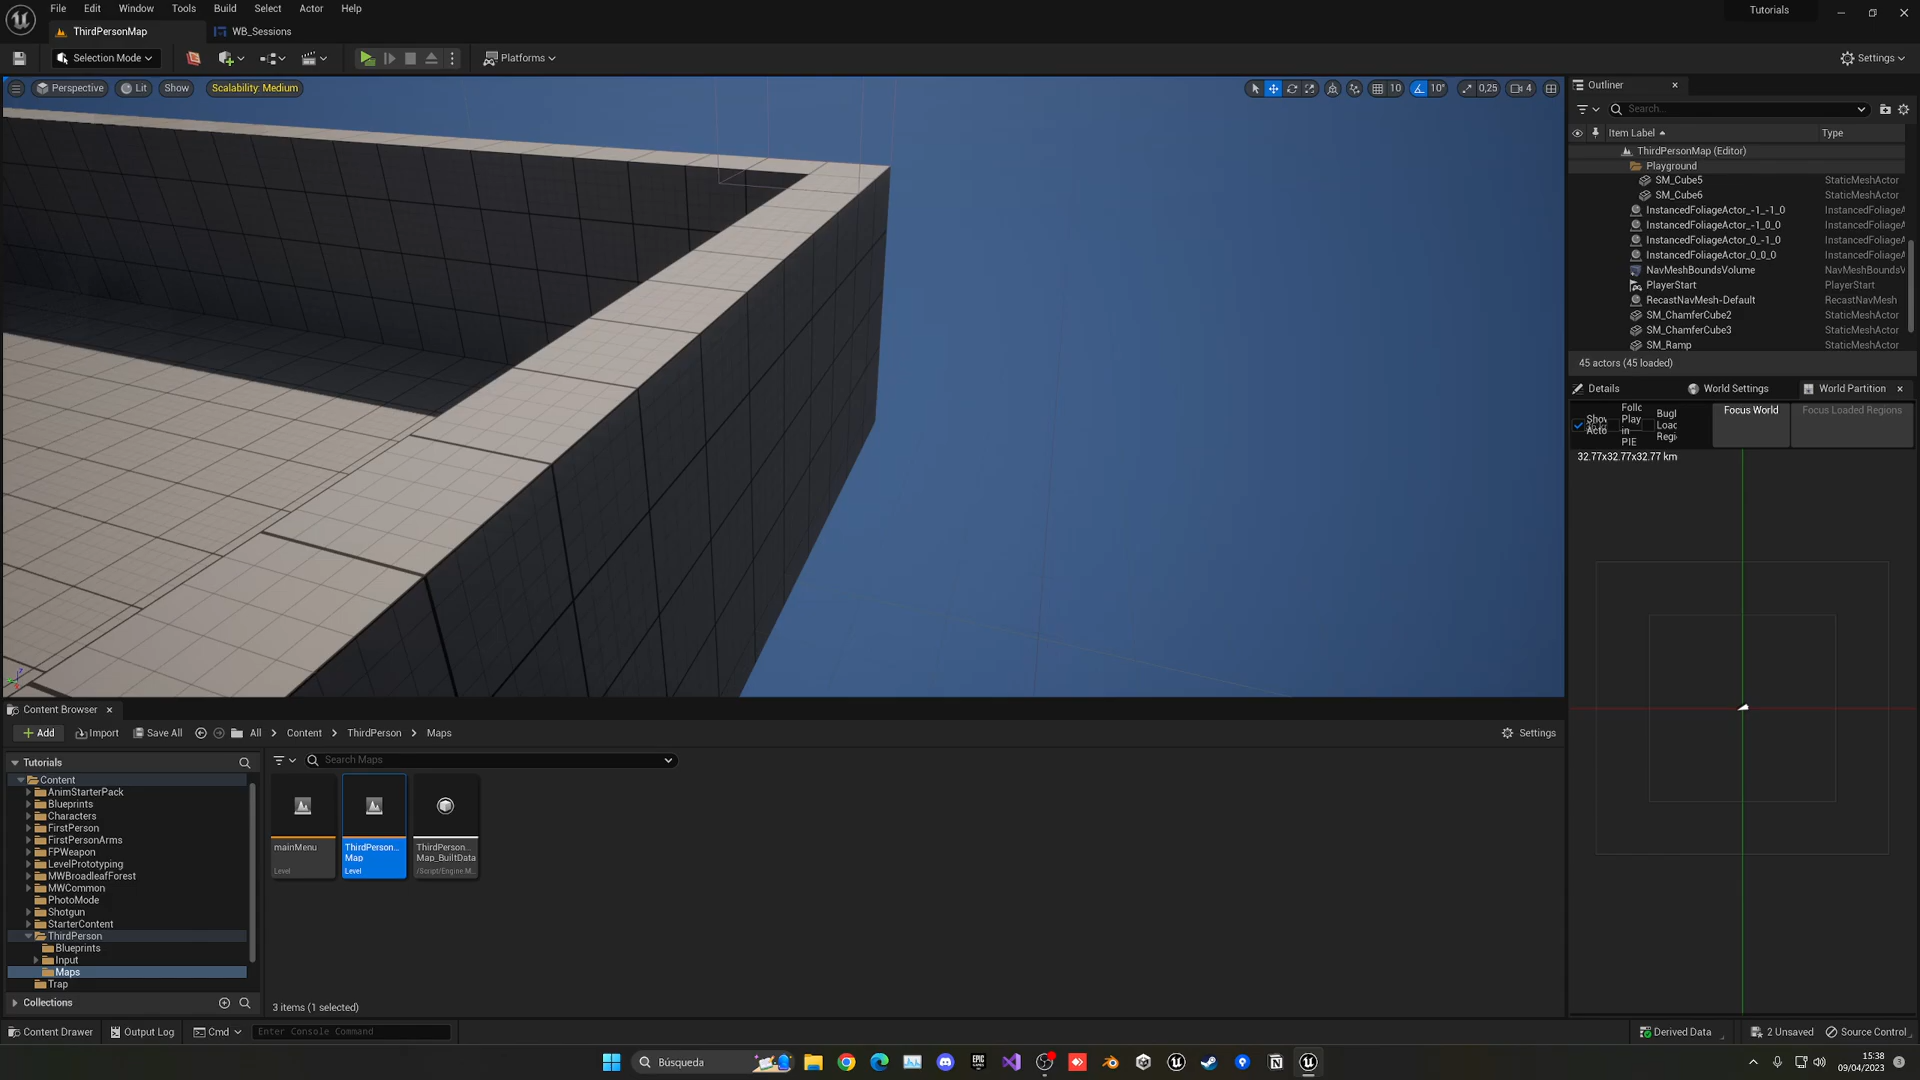 File Edit Window Tools Build Select Actor Help
Tutorials
ThirdPersonMap
WB_Sessions
Selection Mode
Platforms
Settings
Perspective
Lit
Show
Scalability: Medium
10
10°
0,25
4
Outliner
Search...
Item Label
Type
ThirdPersonMap (Editor)
Playground
SM_Cube5 StaticMeshActor
SM_Cube6 StaticMeshActor
InstancedFoliageActor_-1_-1_0 InstancedFoliageA
InstancedFoliageActor_-1_0_0 InstancedFoliageA
InstancedFoliageActor_0_-1_0 InstancedFoliageA
InstancedFoliageActor_0_0_0 InstancedFoliageA
NavMeshBoundsVolume NavMeshBoundsV
PlayerStart PlayerStart
RecastNavMesh-Default RecastNavMesh
SM_ChamferCube2 StaticMeshActor
SM_ChamferCube3 StaticMeshActor
SM_Ramp StaticMeshActor
45 actors (45 loaded)
Details
World Settings
World Partition
Play
in
PIE
Focus World
Focus Loaded Regions
32.77x32.77x32.77 km
Content Browser
Add
Import
Save All
All
Content
ThirdPerson
Maps
Settings
Tutorials
Search Maps
Content
AnimStarterPack
Blueprints
Characters
FirstPerson
FirstPersonArms
FPWeapon
LevelPrototyping
MWBroadleafForest
MWCommon
PhotoMode
Shotgun
StarterContent
ThirdPerson
Blueprints
Input
Maps
Trap
Collections
mainMenu
Level
ThirdPerson...
Map
Level
ThirdPerson...
Map_BuiltData
/Script/Engine.M...
3 items (1 selected)
Content Drawer
Output Log
Cmd
Enter Console Command
Derived Data
2 Unsaved
Source Control
Búsqueda
15:38
09/04/2023